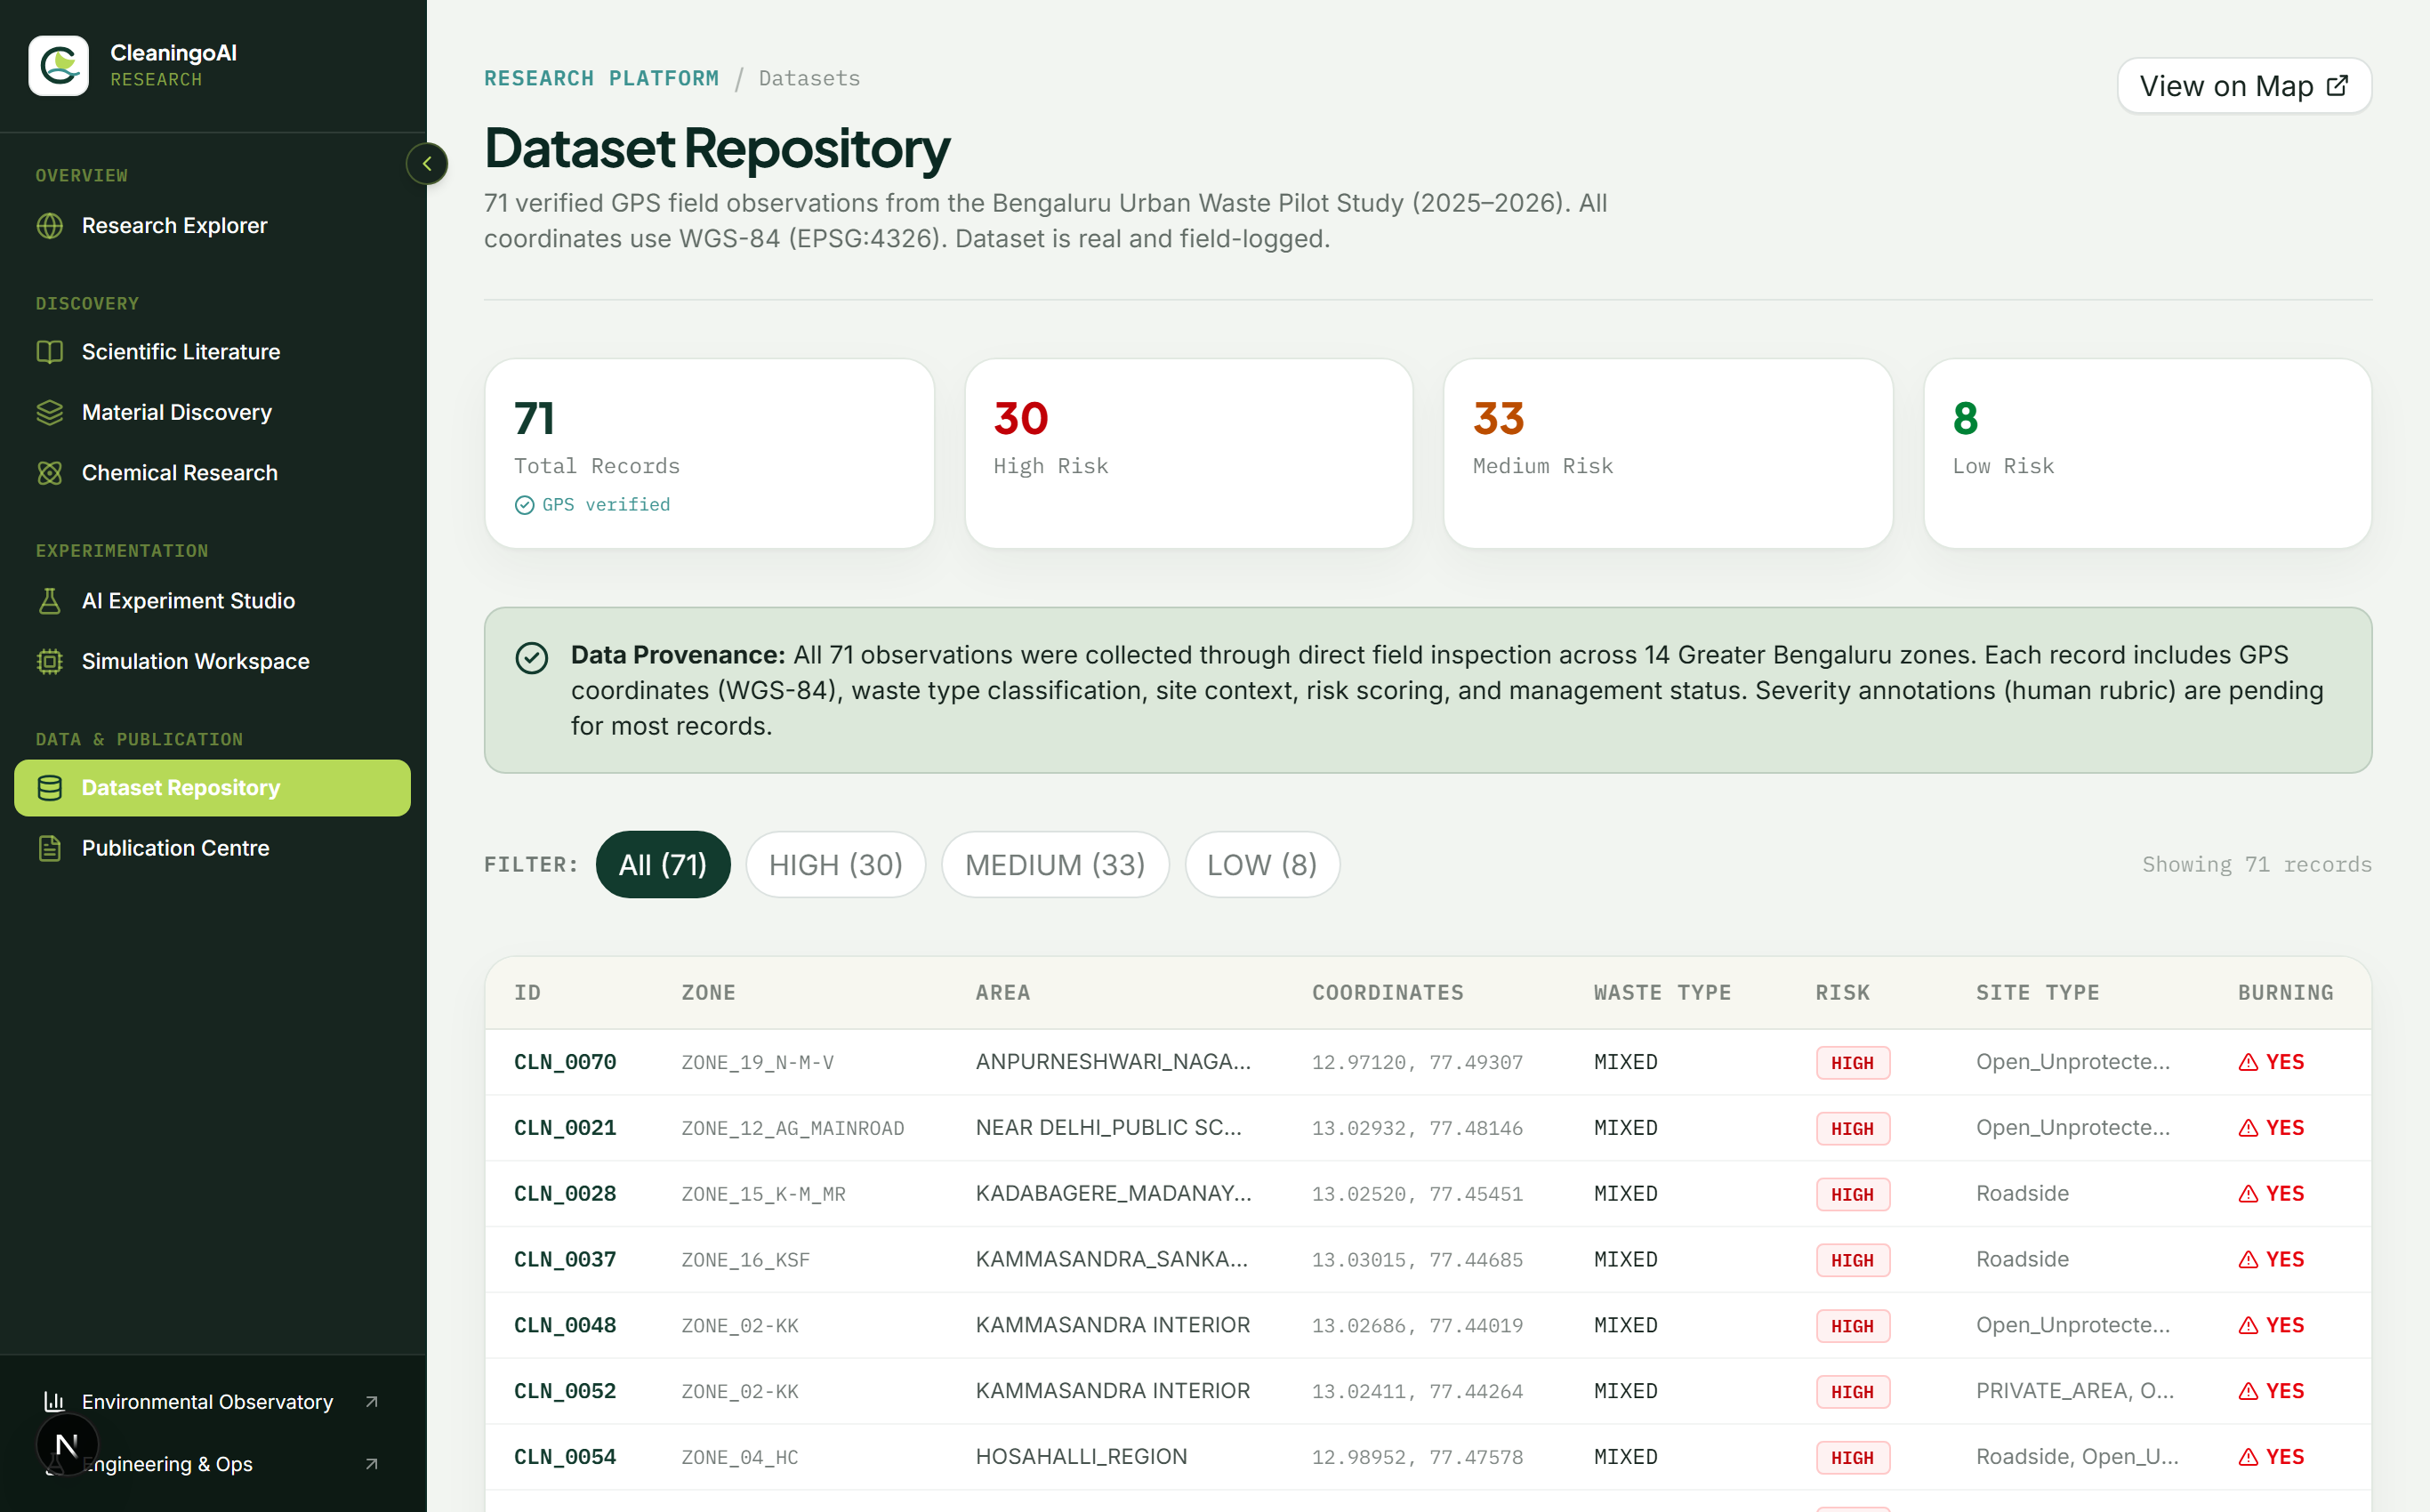 CleaningoAI
RESEARCH
OVERVIEW
Research Explorer
DISCOVERY
Scientific Literature
Material Discovery
Chemical Research
EXPERIMENTATION
AI Experiment Studio
Simulation Workspace
DATA & PUBLICATION
Dataset Repository
Publication Centre
Environmental Observatory
N
Engineering & Ops
RESEARCH PLATFORM / Datasets
View on Map
Dataset Repository
71 verified GPS field observations from the Bengaluru Urban Waste Pilot Study (2025–2026). All
coordinates use WGS-84 (EPSG:4326). Dataset is real and field-logged.
71
Total Records
GPS verified
30
High Risk
33
Medium Risk
8
Low Risk
Data Provenance: All 71 observations were collected through direct field inspection across 14 Greater Bengaluru zones. Each record includes GPS
coordinates (WGS-84), waste type classification, site context, risk scoring, and management status. Severity annotations (human rubric) are pending
for most records.
FILTER: All (71) HIGH (30) MEDIUM (33) LOW (8) Showing 71 records
ID ZONE AREA COORDINATES WASTE TYPE RISK SITE TYPE BURNING
CLN_0070 ZONE_19_N-M-V ANPURNESHWARI_NAGA... 12.97120, 77.49307 MIXED HIGH Open_Unprotecte... YES
CLN_0021 ZONE_12_AG_MAINROAD NEAR DELHI_PUBLIC SC... 13.02932, 77.48146 MIXED HIGH Open_Unprotecte... YES
CLN_0028 ZONE_15_K-M_MR KADABAGERE_MADANAY... 13.02520, 77.45451 MIXED HIGH Roadside YES
CLN_0037 ZONE_16_KSF KAMMASANDRA_SANKA... 13.03015, 77.44685 MIXED HIGH Roadside YES
CLN_0048 ZONE_02-KK KAMMASANDRA INTERIOR 13.02686, 77.44019 MIXED HIGH Open_Unprotecte... YES
CLN_0052 ZONE_02-KK KAMMASANDRA INTERIOR 13.02411, 77.44264 MIXED HIGH PRIVATE_AREA, O... YES
CLN_0054 ZONE_04_HC HOSAHALLI_REGION 12.98952, 77.47578 MIXED HIGH Roadside, Open_U... YES